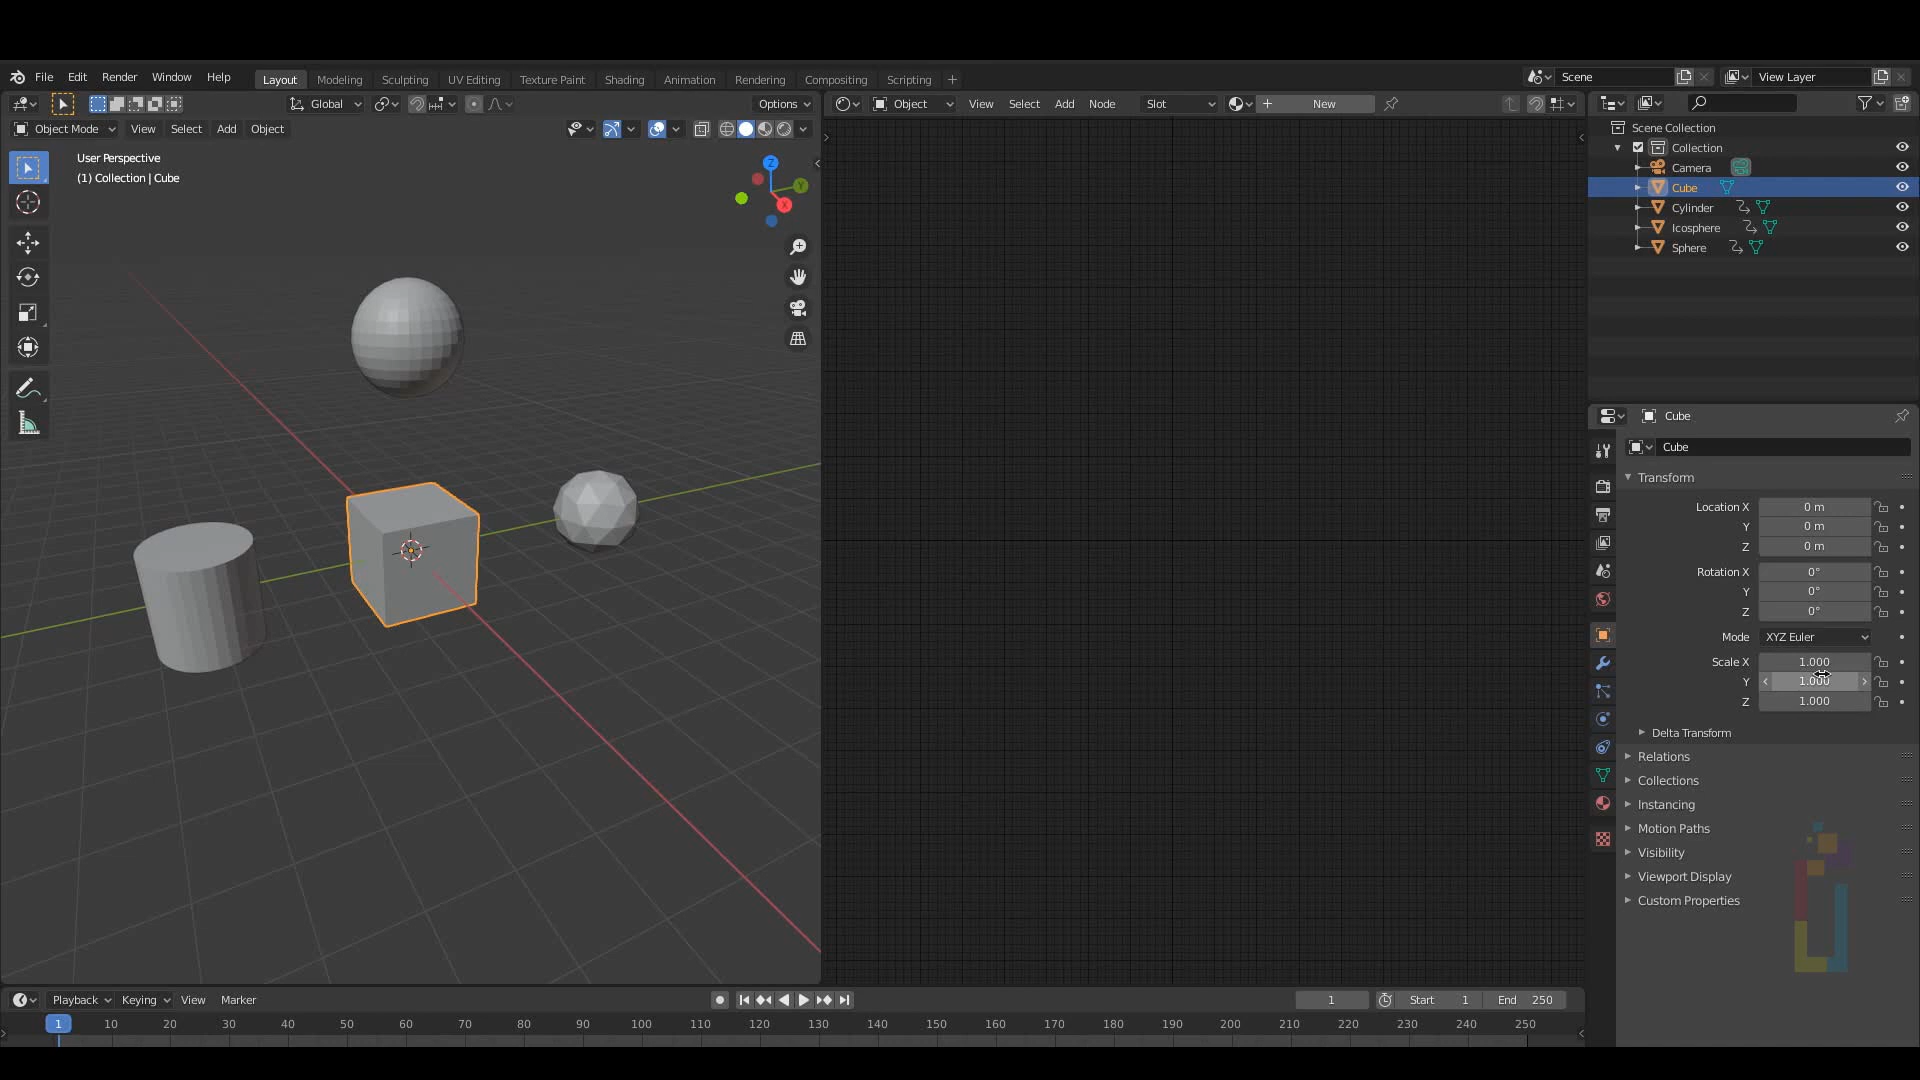 File Edit Render Window Help Layout Modeling Sculpting UV Editing Texture Paint Shading Animation Rendering Compositing Scripting + Scene View Layer
Global Options Object View Select Add Node Slot New
Object Mode View Select Add Object
Scene Collection
User Perspective
(1) Collection | Cube
Z
Y
X
Collection
Camera
Cube
Cylinder
Icosphere
Sphere
Cube
Cube
Transform
Location X 0 m
Y 0 m
Z 0 m
Rotation X 0°
Y 0°
Z 0°
Mode XYZ Euler
Scale X 1.000
Y 1.000
Z 1.000
Delta Transform
Relations
Collections
Instancing
Motion Paths
Visibility
Viewport Display
Custom Properties
Playback Keying View Marker 1 Start 1 End 250
1 10 20 30 40 50 60 70 80 90 100 110 120 130 140 150 160 170 180 190 200 210 220 230 240 250